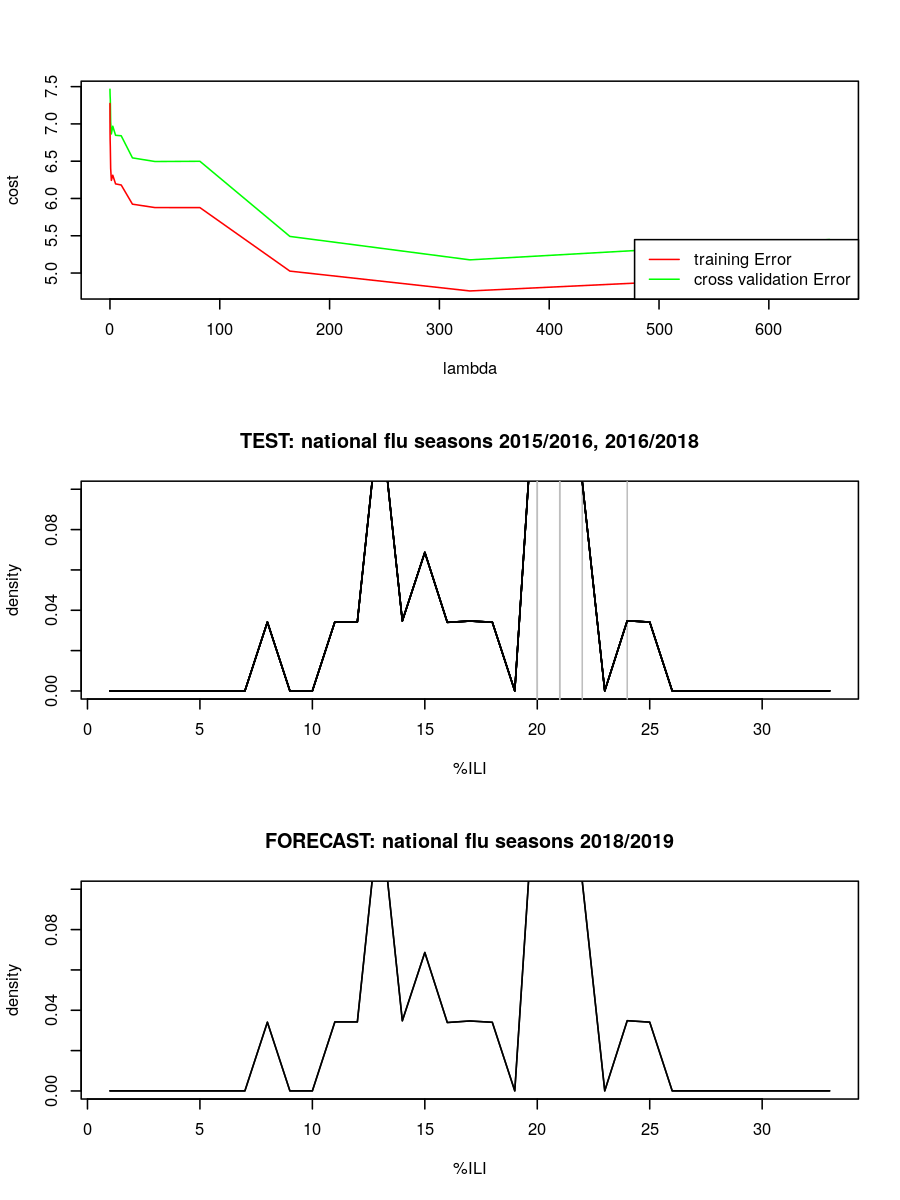 7.5
7.0
6.5
6.0
5.5
5.0
cost
training Error
cross validation Error
0 100 200 300 400 500 600
lambda
TEST: national flu seasons 2015/2016, 2016/2018
0.08
0.04
0.00
density
0 5 10 15 20 25 30
%ILI
FORECAST: national flu seasons 2018/2019
0.08
0.04
0.00
density
0 5 10 15 20 25 30
%ILI